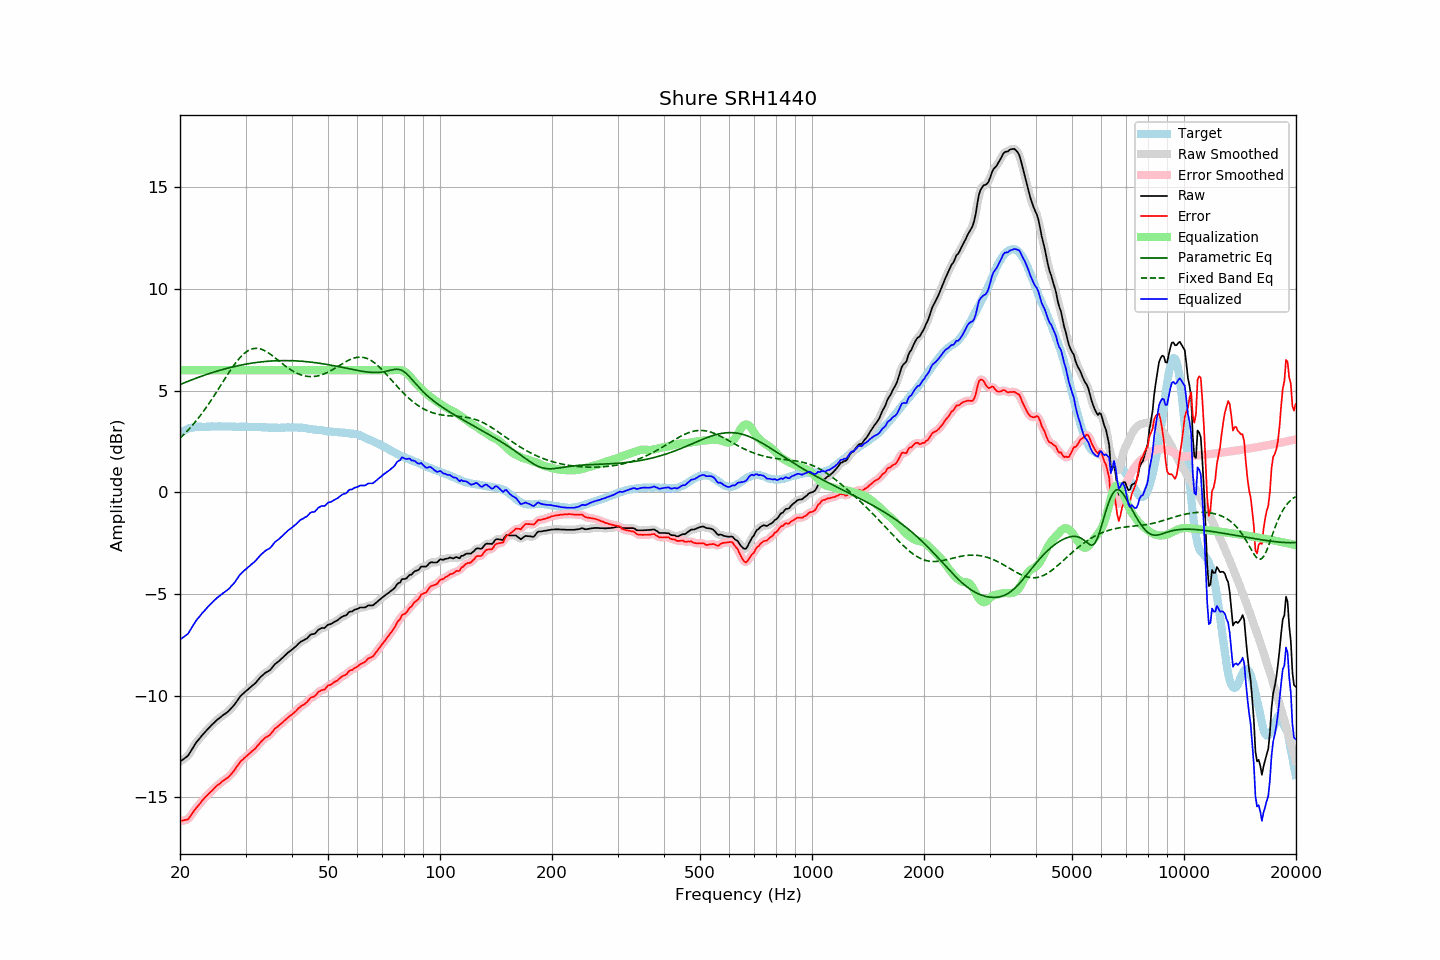 Shure SRH1440
Target
Raw Smoothed
Error Smoothed
Raw
Error
Equalization
Parametric Eq
Fixed Band Eq
Equalized
Amplitude (dBr)
15
10
5
0
−5
−10
−15
20 50 100 200 500 1000 2000 5000 10000 20000
Frequency (Hz)